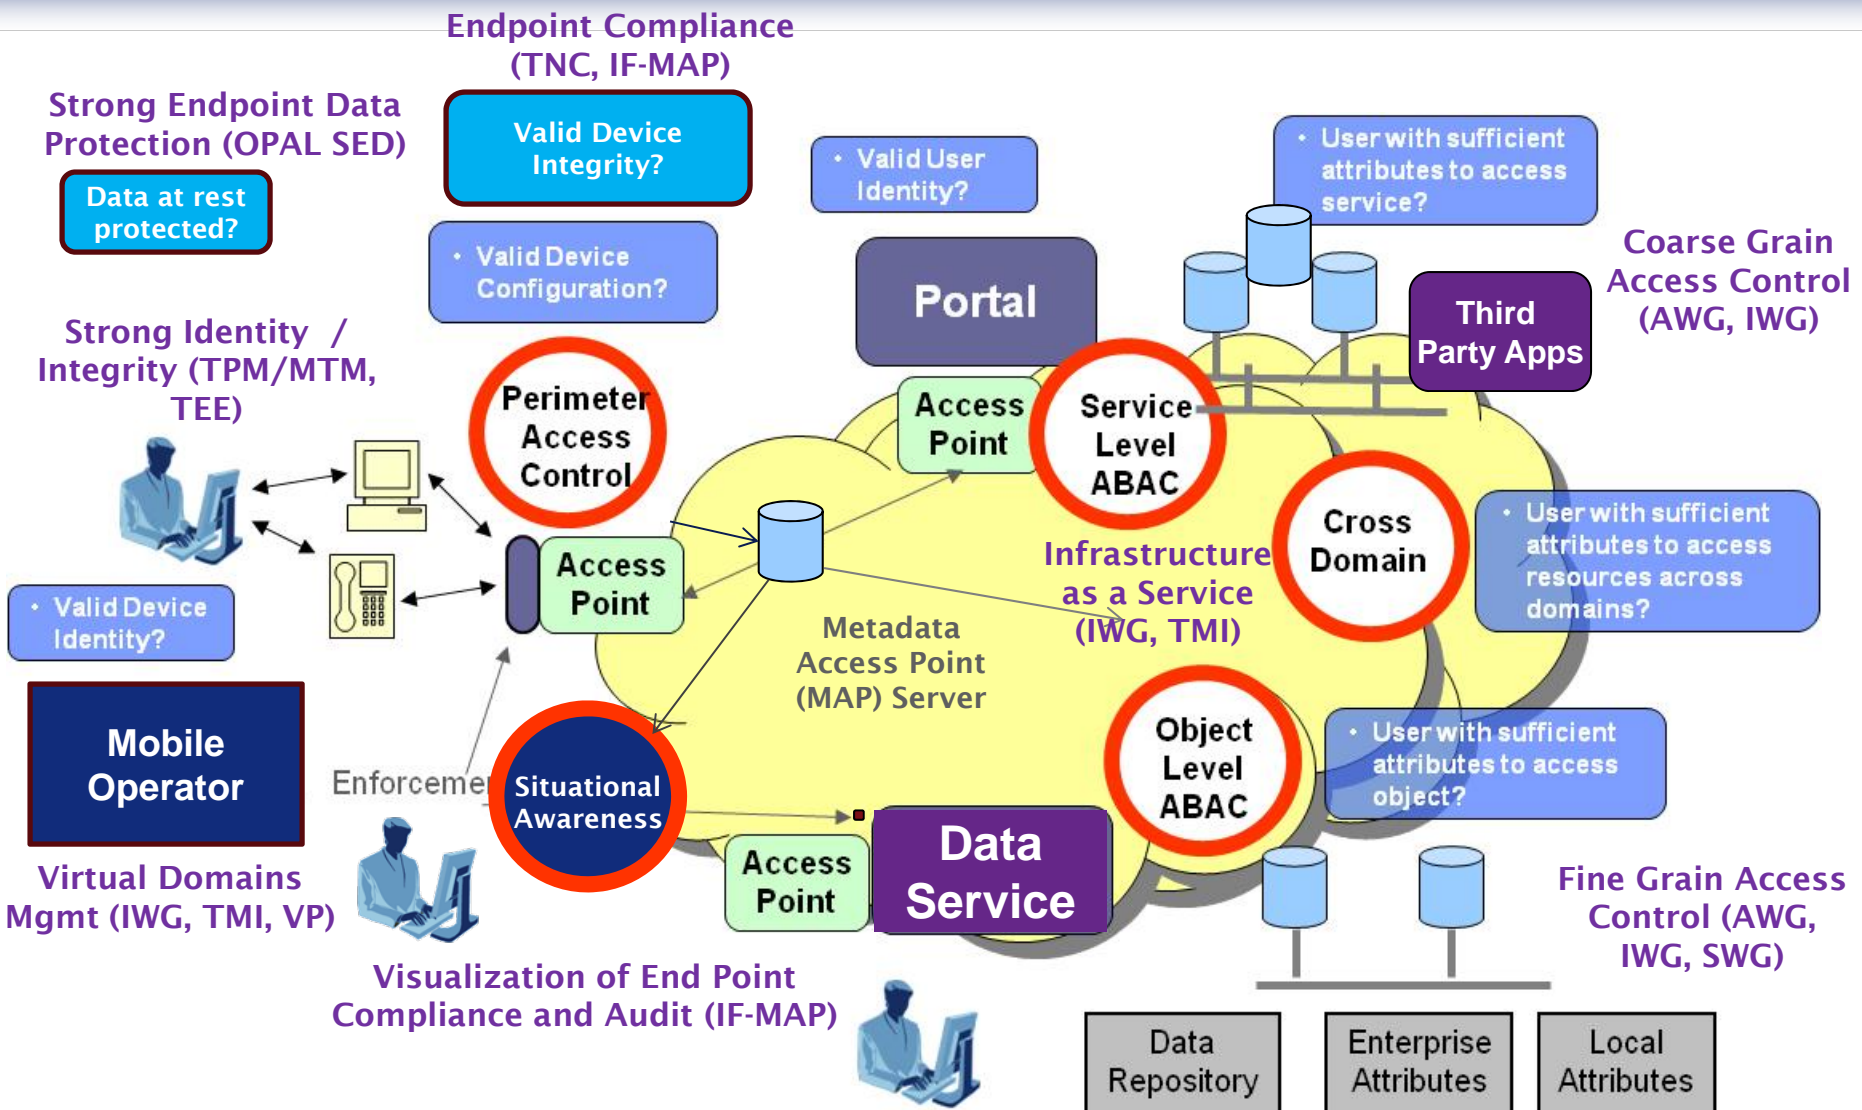 Endpoint Compliance
(TNC, IF-MAP)
Strong Endpoint Data
Protection (OPAL SED)
Valid Device
Integrity?
Data at rest
protected?
• Valid User
Identity?
• User with sufficient
attributes to access
service?
• Valid Device
Configuration?
Coarse Grain
Access Control
(AWG, IWG)
Portal
Third
Party Apps
Strong Identity /
Integrity (TPM/MTM,
TEE)
Perimeter
Access
Control
Access
Point
Service
Level
ABAC
Cross
Domain
• User with sufficient
attributes to access
resources across
domains?
Access
Point
Infrastructure
as a Service
(IWG, TMI)
• Valid Device
Identity?
Metadata
Access Point
(MAP) Server
Mobile
Operator
Enforcemen
Situational
Awareness
Object
Level
ABAC
• User with sufficient
attributes to access
object?
Access
Point
Data
Service
Virtual Domains
Mgmt (IWG, TMI, VP)
Fine Grain Access
Control (AWG,
IWG, SWG)
Visualization of End Point
Compliance and Audit (IF-MAP)
Data
Repository
Enterprise
Attributes
Local
Attributes